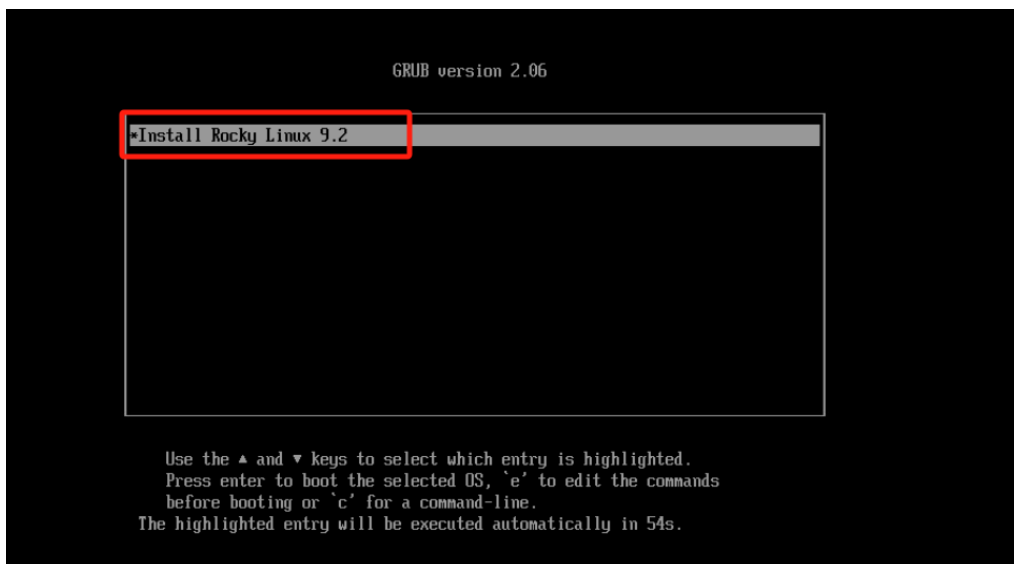 GRUB version 2.06
*Install Rocky Linux 9.2
Use the ▲ and ▼ keys to select which entry is highlighted.
Press enter to boot the selected OS, `e' to edit the commands
before booting or `c' for a command-line.
The highlighted entry will be executed automatically in 54s.